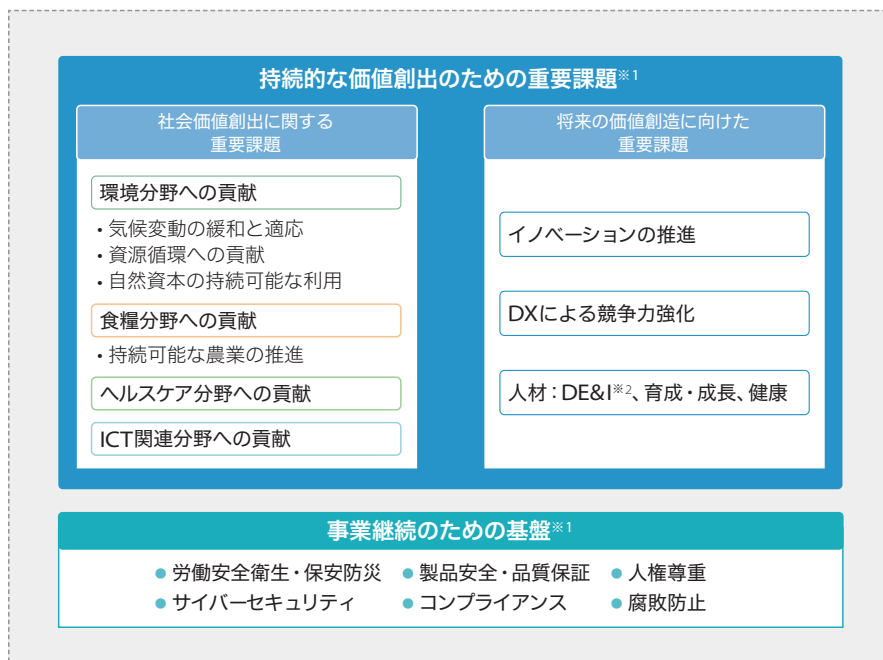 持続的な価値創出のための重要課題※1
社会価値創出に関する
重要課題
環境分野への貢献
・気候変動の緩和と適応
・資源循環への貢献
・自然資本の持続可能な利用
食糧分野への貢献
・持続可能な農業の推進
ヘルスケア分野への貢献
ICT関連分野への貢献
将来の価値創造に向けた
重要課題
イノベーションの推進
DXによる競争力強化
人材：DE&I※2、育成・成長、健康
事業継続のための基盤※1
● 労働安全衛生・保安防災 ● 製品安全・品質保証 ● 人権尊重
● サイバーセキュリティ ● コンプライアンス ● 腐敗防止